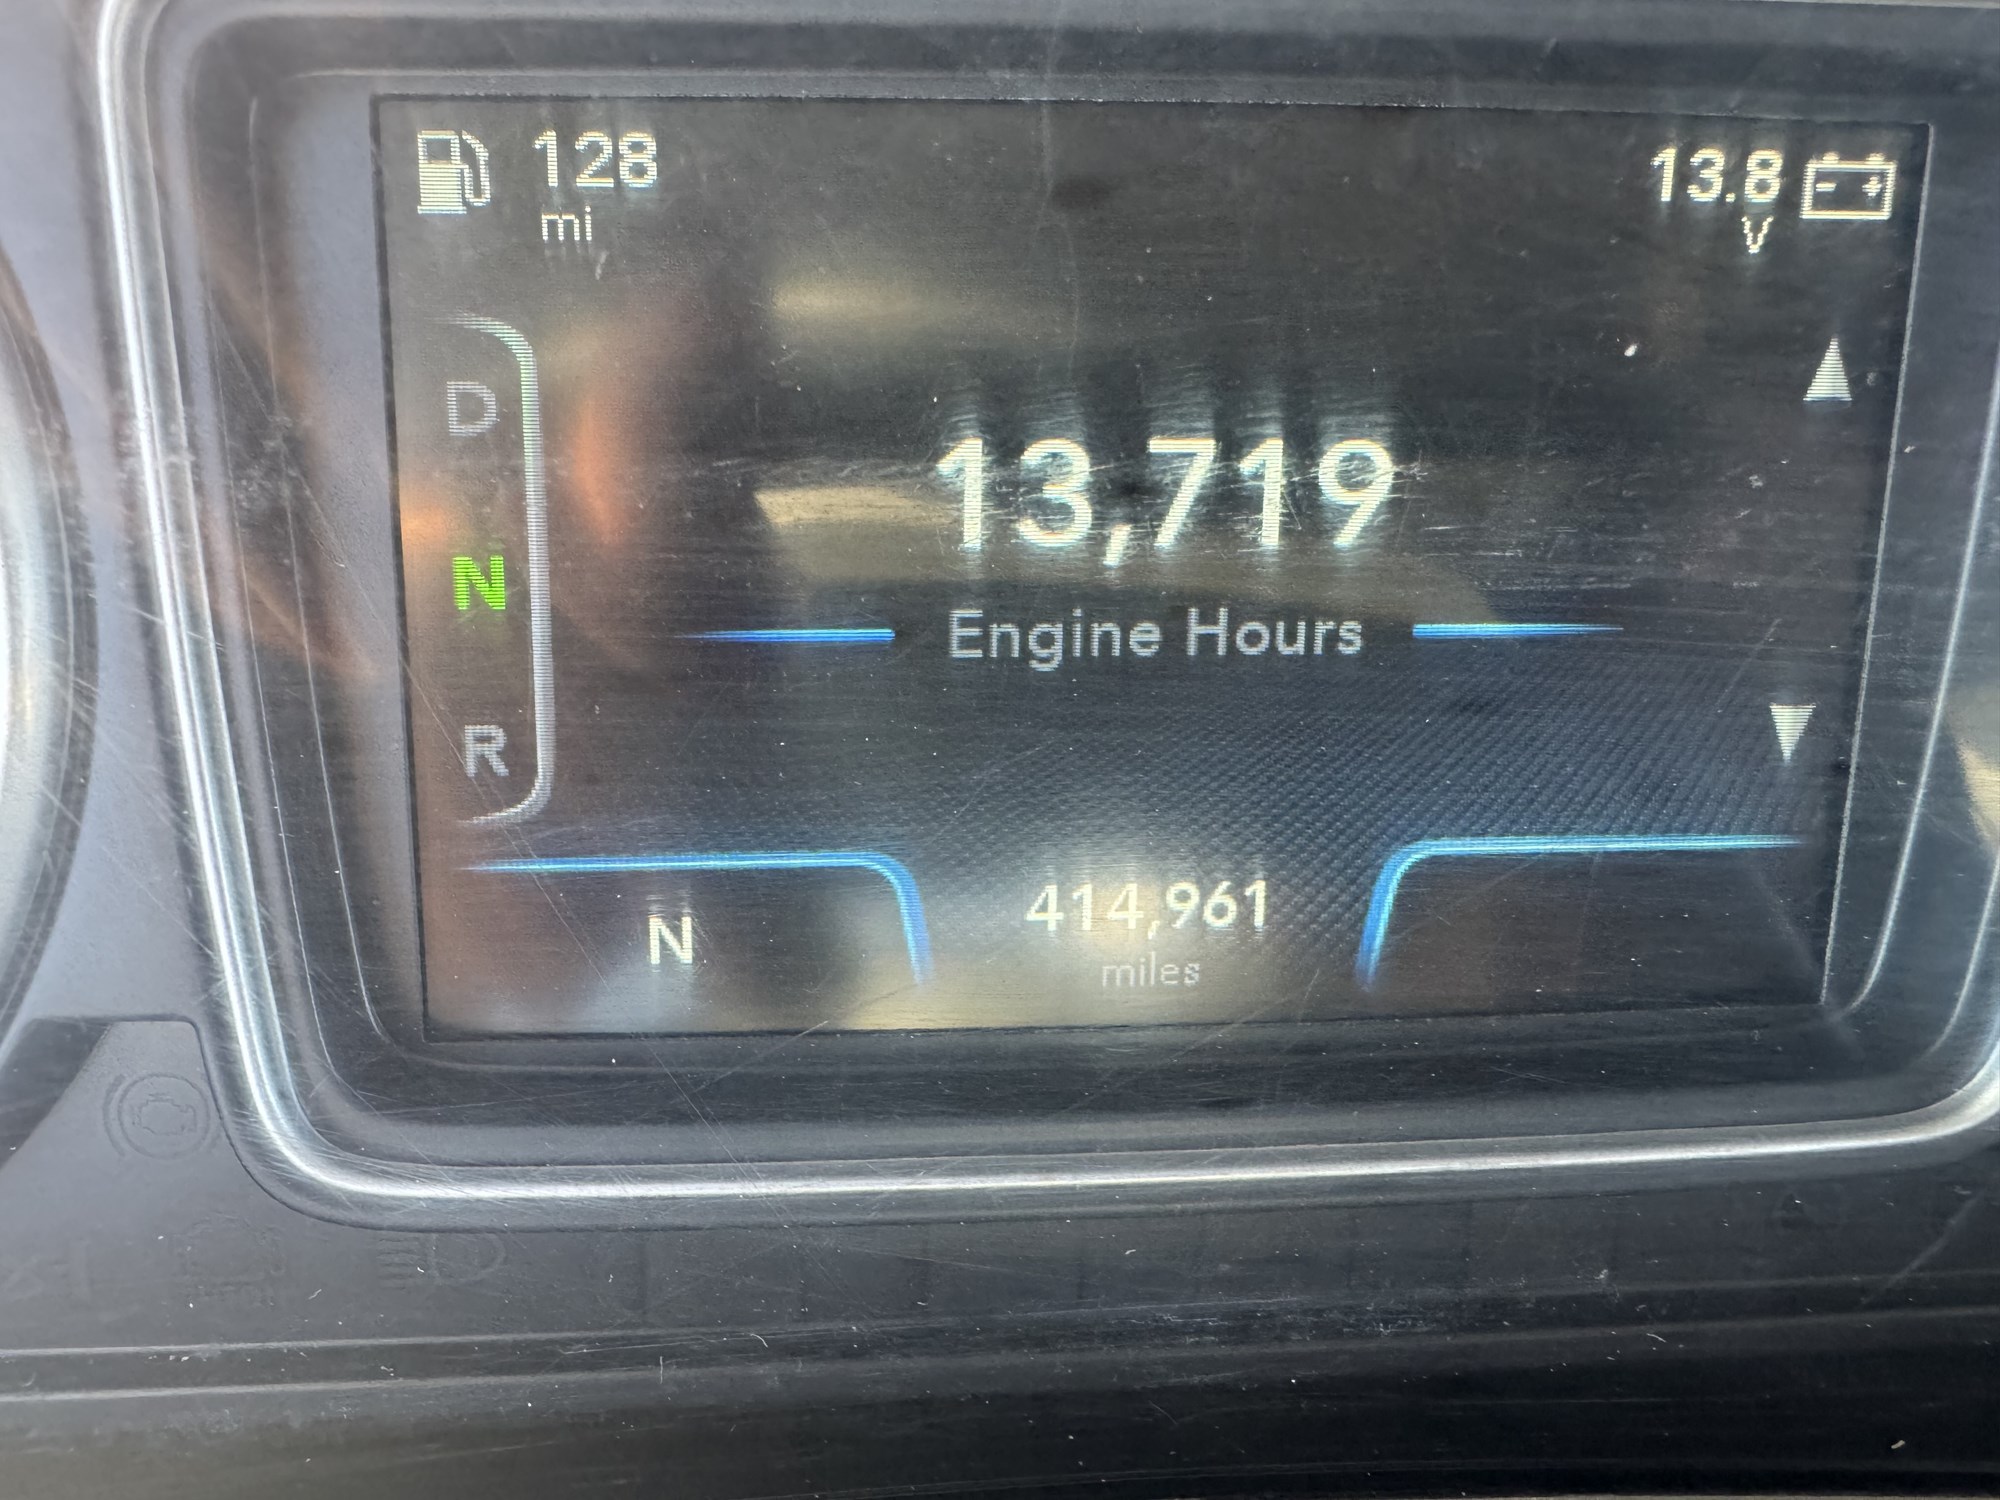 128
mi
13.8
V
D
N
R
13,719
Engine Hours
N
414,961
miles